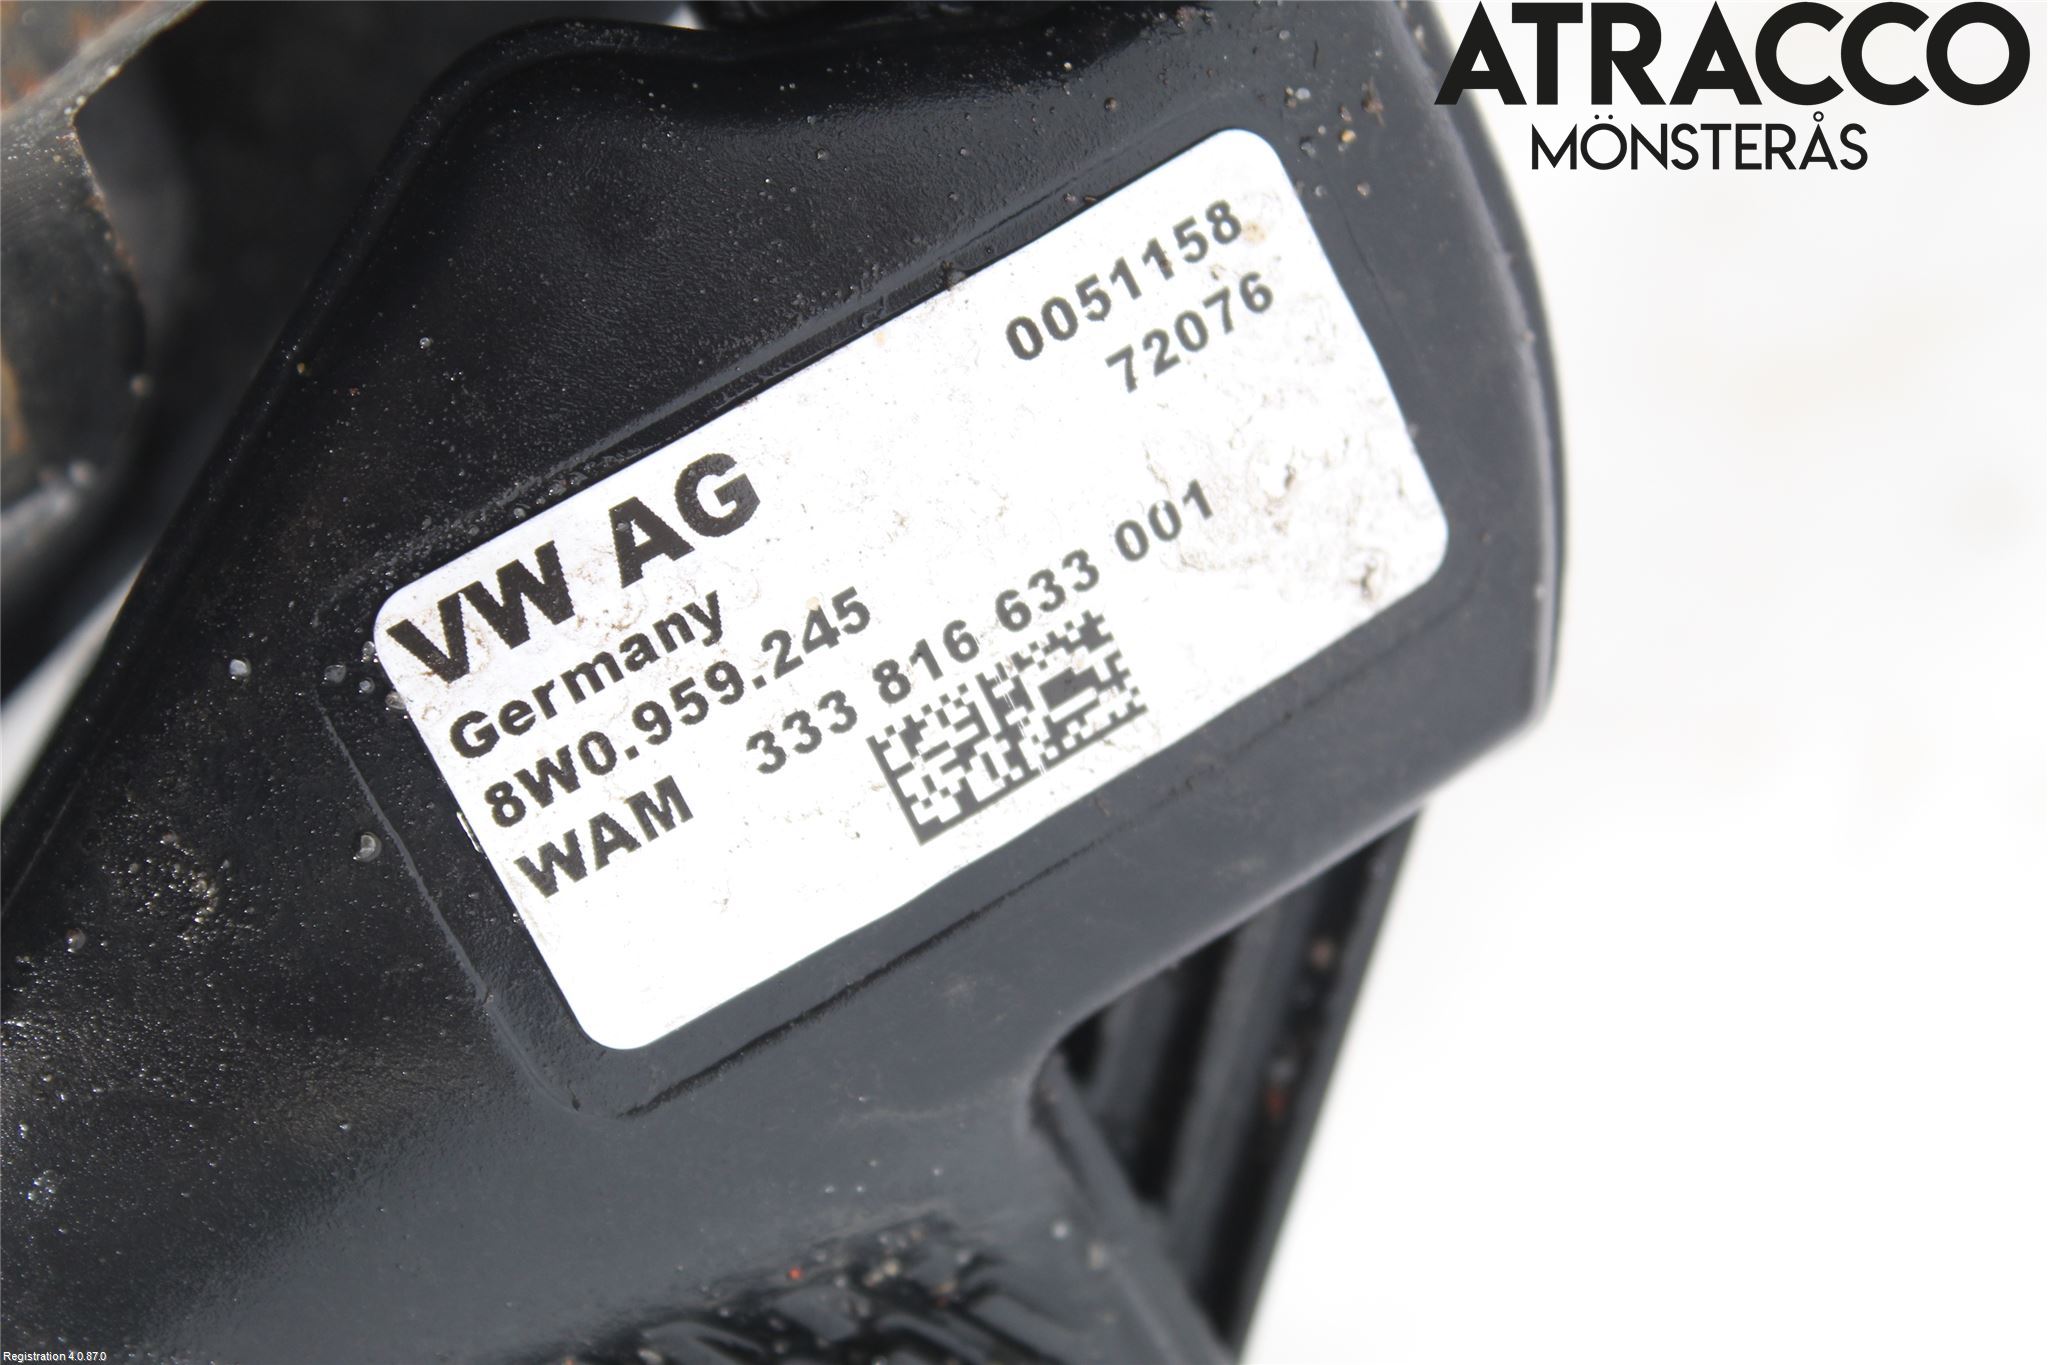 ATRACCO
MÖNSTERÅS
0051158
72076
VW AG
Germany
8W0.959.245
WAM 333 816 633 001
Registration 4.0.87.0